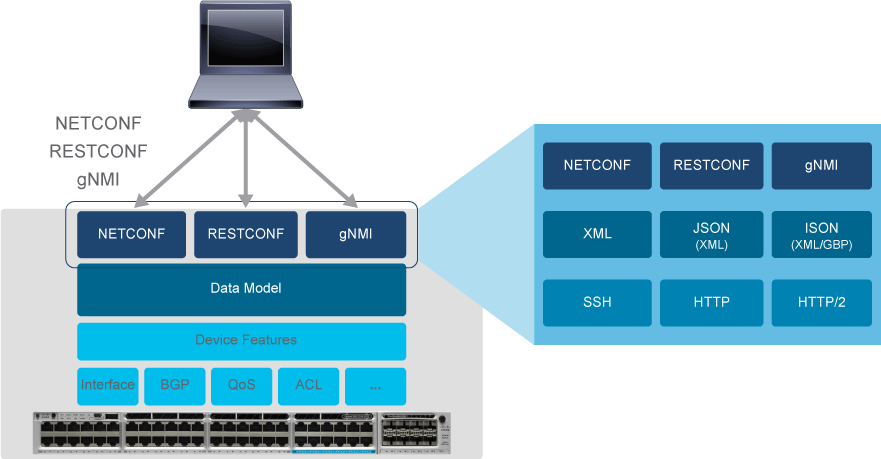 NETCONF
RESTCONF
gNMI
NETCONF RESTCONF gNMI
Data Model
Device Features
Interface BGP QoS ACL ...
NETCONF RESTCONF gNMI
XML JSON ISON
(XML) (XML/GBP)
SSH HTTP HTTP/2